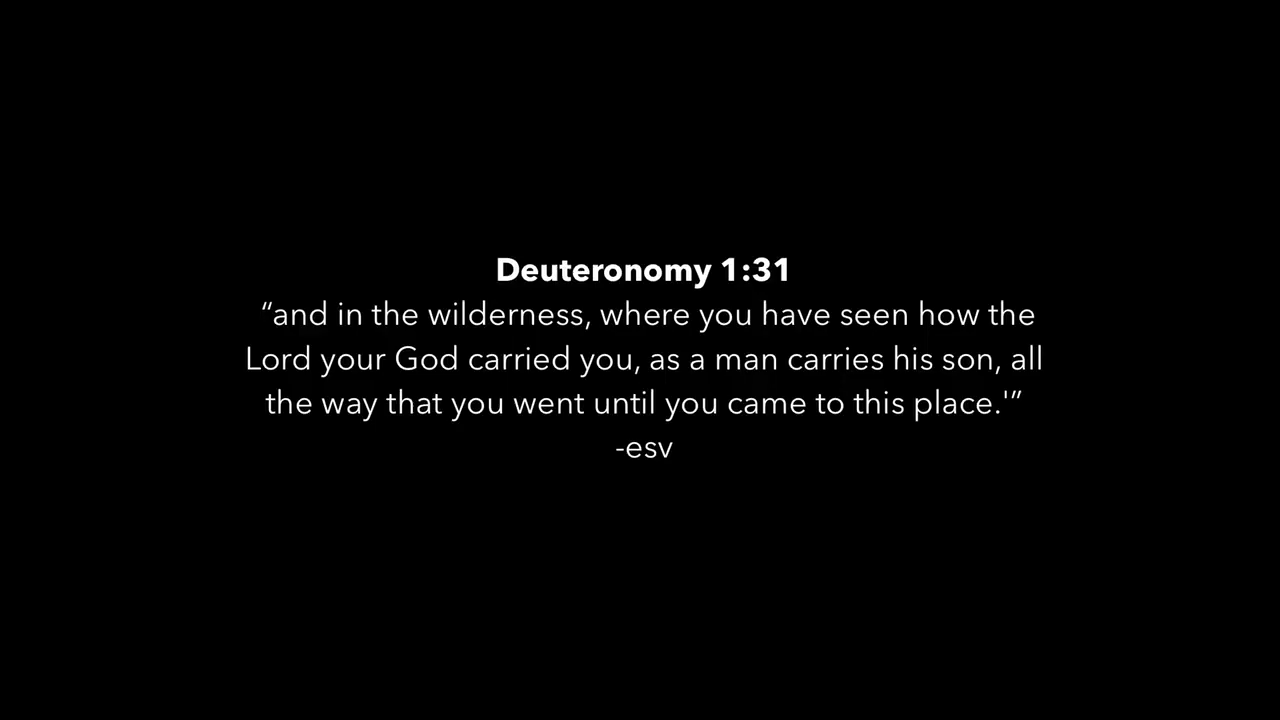 Deuteronomy 1:31
“and in the wilderness, where you have seen how the
Lord your God carried you, as a man carries his son, all
the way that you went until you came to this place.'”
-esv